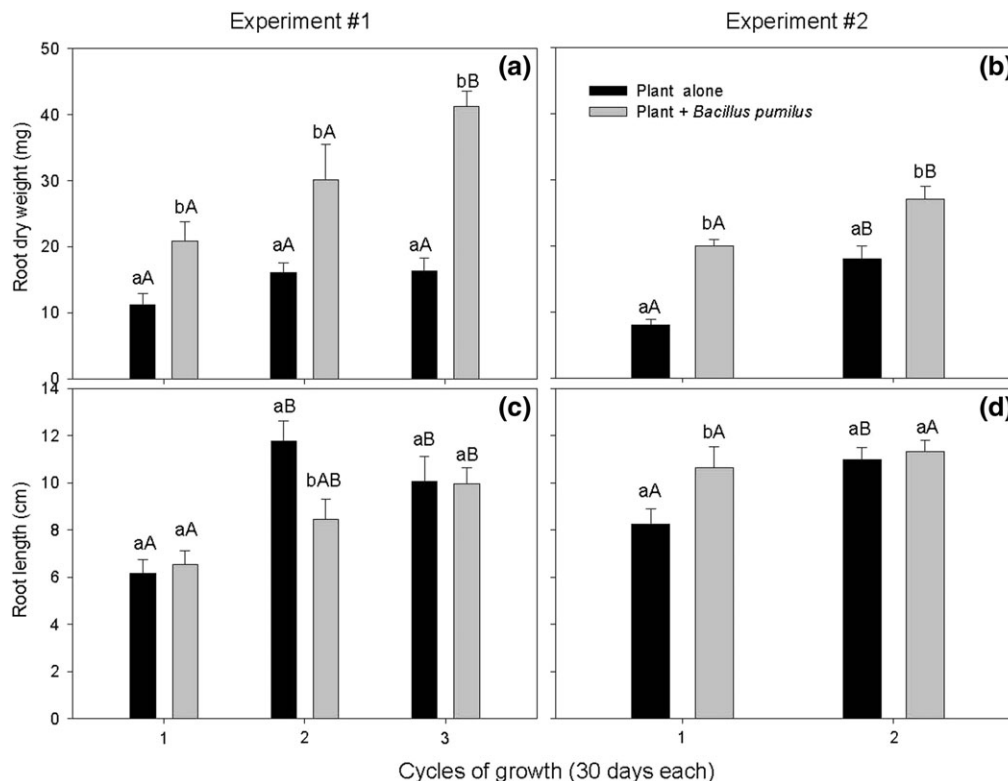 Experiment #1
Experiment #2
50
40
30
20
10
0
Root dry weight (mg)
(a)
aA
bA
aA
bA
aA
bB
(b)
Plant alone
Plant + Bacillus pumilus
aA
bA
aB
bB
14
12
10
8
6
4
2
0
Root length (cm)
(c)
aA
aA
aB
bAB
aB
aB
(d)
aA
bA
aB
aA
1
2
3
1
2
Cycles of growth (30 days each)